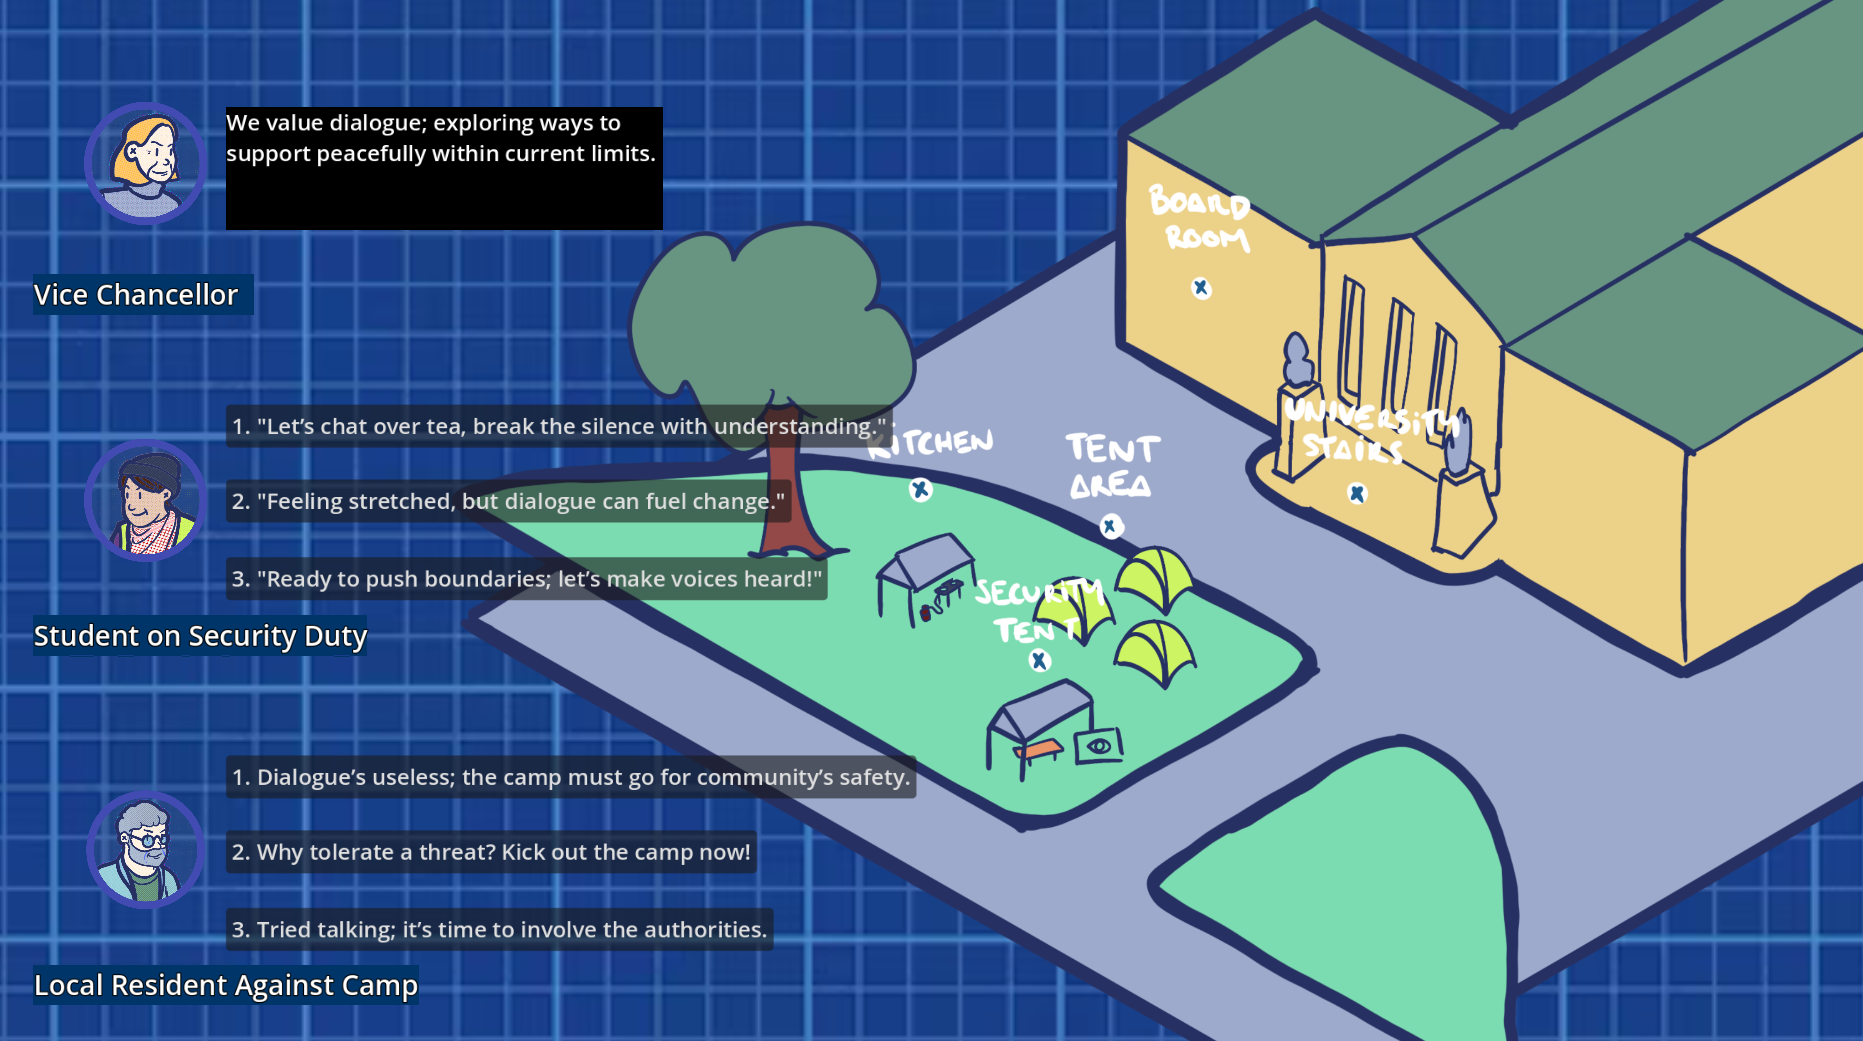 We value dialogue; exploring ways to
support peacefully within current limits.
Vice Chancellor
1. "Let’s chat over tea, break the silence with understanding."
2. "Feeling stretched, but dialogue can fuel change."
3. "Ready to push boundaries; let’s make voices heard!"
Student on Security Duty
1. Dialogue’s useless; the camp must go for community’s safety.
2. Why tolerate a threat? Kick out the camp now!
3. Tried talking; it’s time to involve the authorities.
Local Resident Against Camp
BOARD
ROOM
UNIVERSITY
STAIRS
KITCHEN
TENT
AREA
SECURITY
TENT